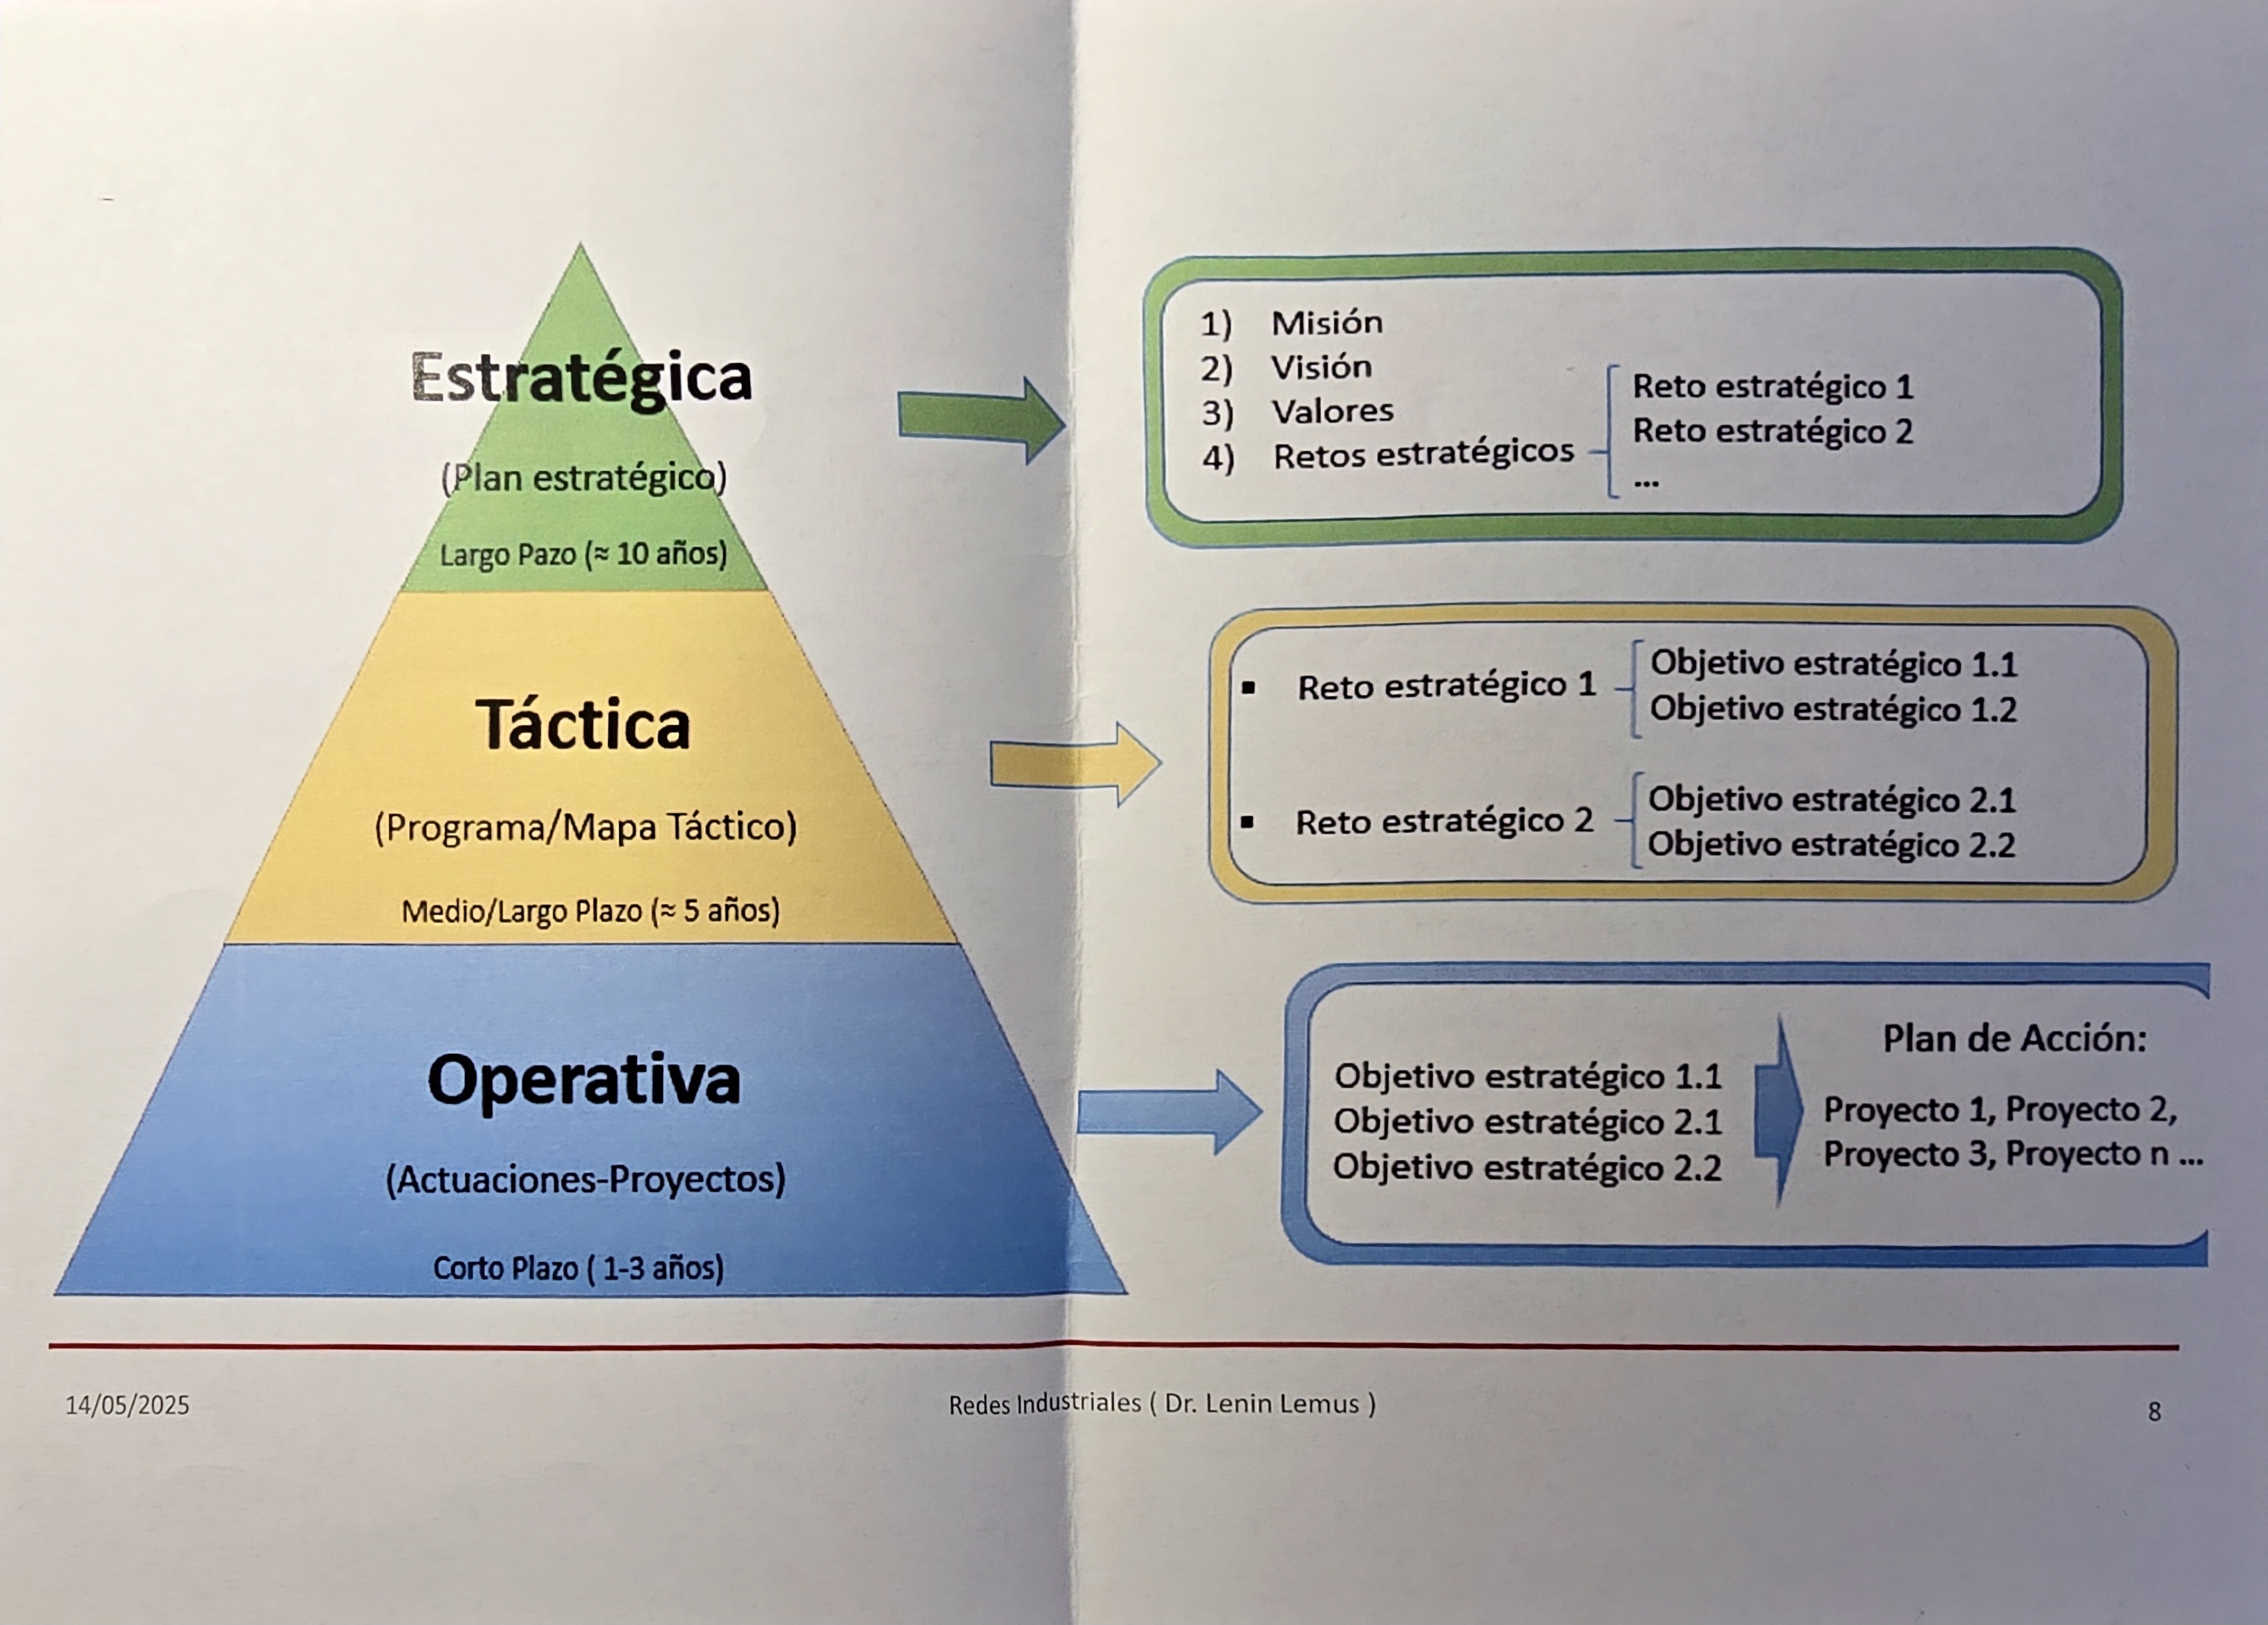 Estratégica
(Plan estratégico)
Largo Pazo (≈ 10 años)
1) Misión
2) Visión
3) Valores
4) Retos estratégicos
Reto estratégico 1
Reto estratégico 2
...
Táctica
(Programa/Mapa Táctico)
Medio/Largo Plazo (≈ 5 años)
▪ Reto estratégico 1
Objetivo estratégico 1.1
Objetivo estratégico 1.2
▪ Reto estratégico 2
Objetivo estratégico 2.1
Objetivo estratégico 2.2
Operativa
(Actuaciones-Proyectos)
Corto Plazo ( 1-3 años)
Objetivo estratégico 1.1
Objetivo estratégico 2.1
Objetivo estratégico 2.2
Plan de Acción:
Proyecto 1, Proyecto 2,
Proyecto 3, Proyecto n ...
14/05/2025
Redes Industriales ( Dr. Lenin Lemus )
8